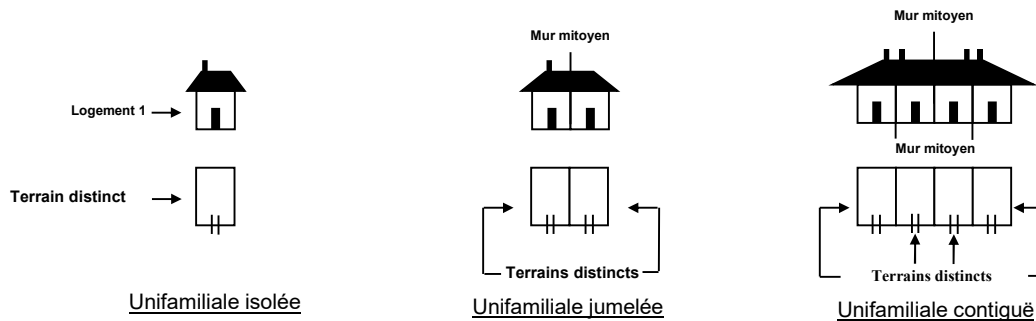 Mur mitoyen
Mur mitoyen
Logement 1
Mur mitoyen
Terrain distinct
Terrains distincts
Terrains distincts
Unifamiliale isolée
Unifamiliale jumelée
Unifamiliale contiguë